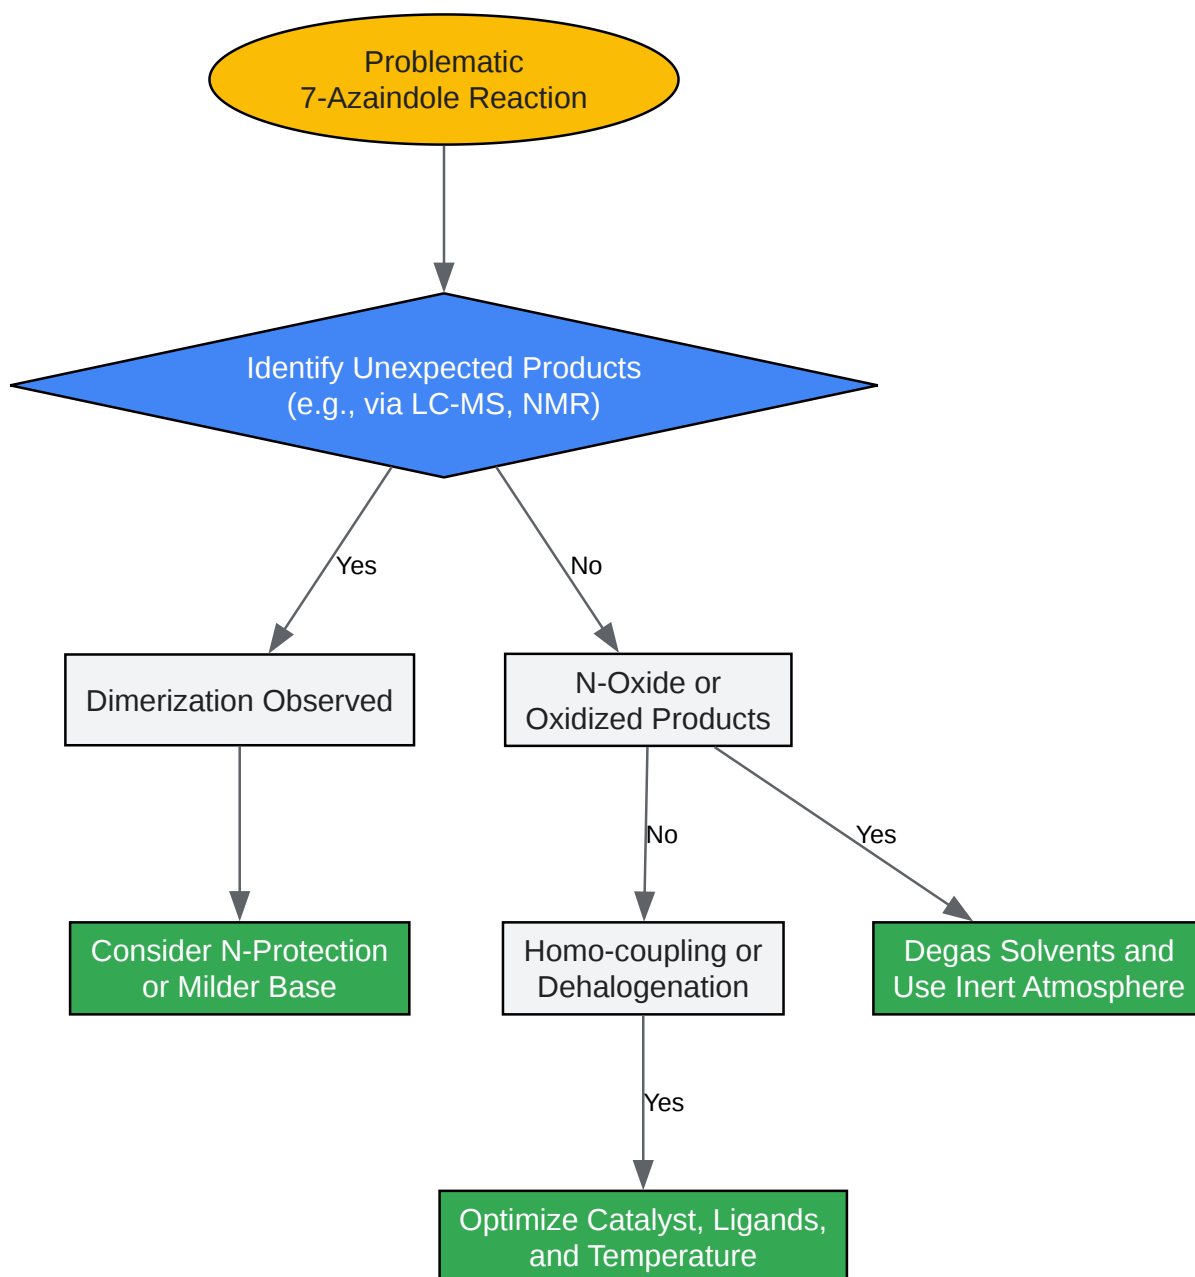 Problematic
7-Azaindole Reaction
Identify Unexpected Products
(e.g., via LC-MS, NMR)
Yes
No
Dimerization Observed
N-Oxide or
Oxidized Products
No
Yes
Consider N-Protection
or Milder Base
Homo-coupling or
Dehalogenation
Degas Solvents and
Use Inert Atmosphere
Yes
Optimize Catalyst, Ligands,
and Temperature